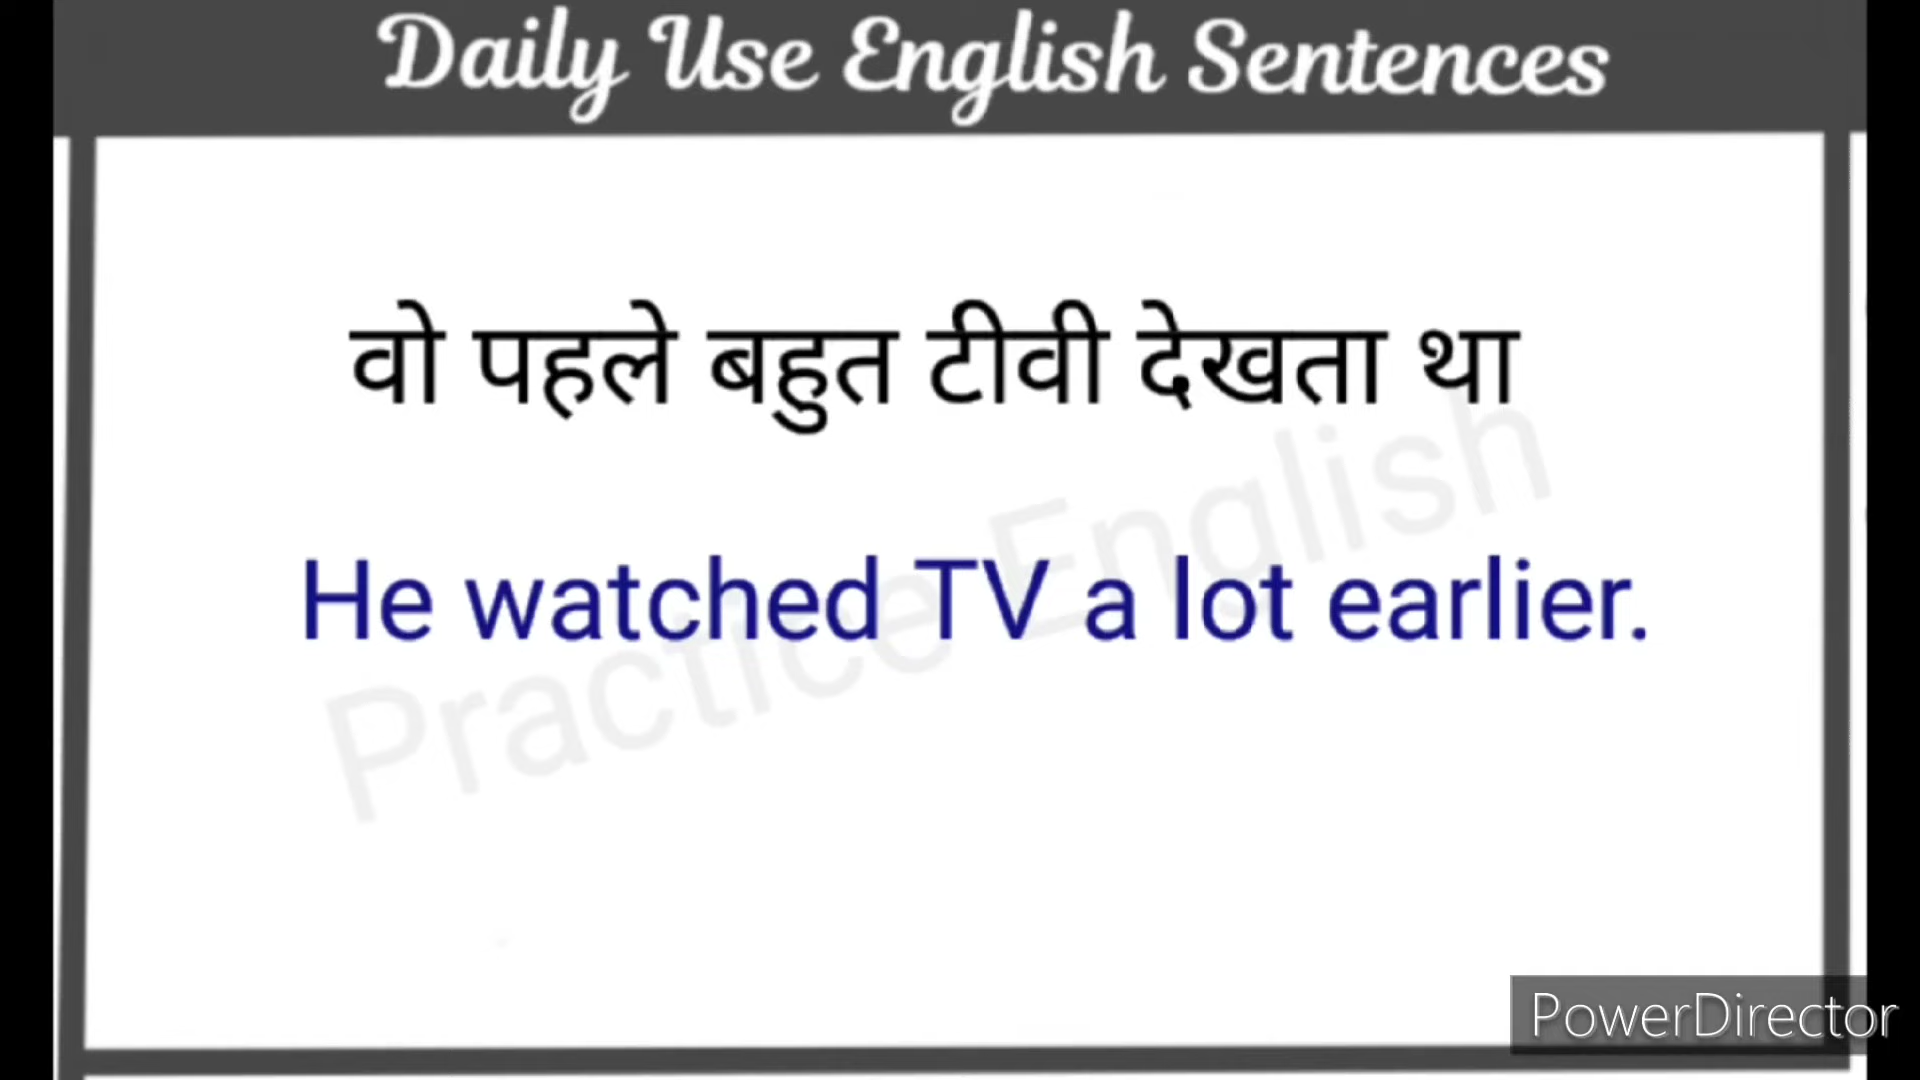 Daily Use English Sentences
वो पहले बहुत टीवी देखता था
He watched TV a lot earlier.
Practice English
PowerDirector